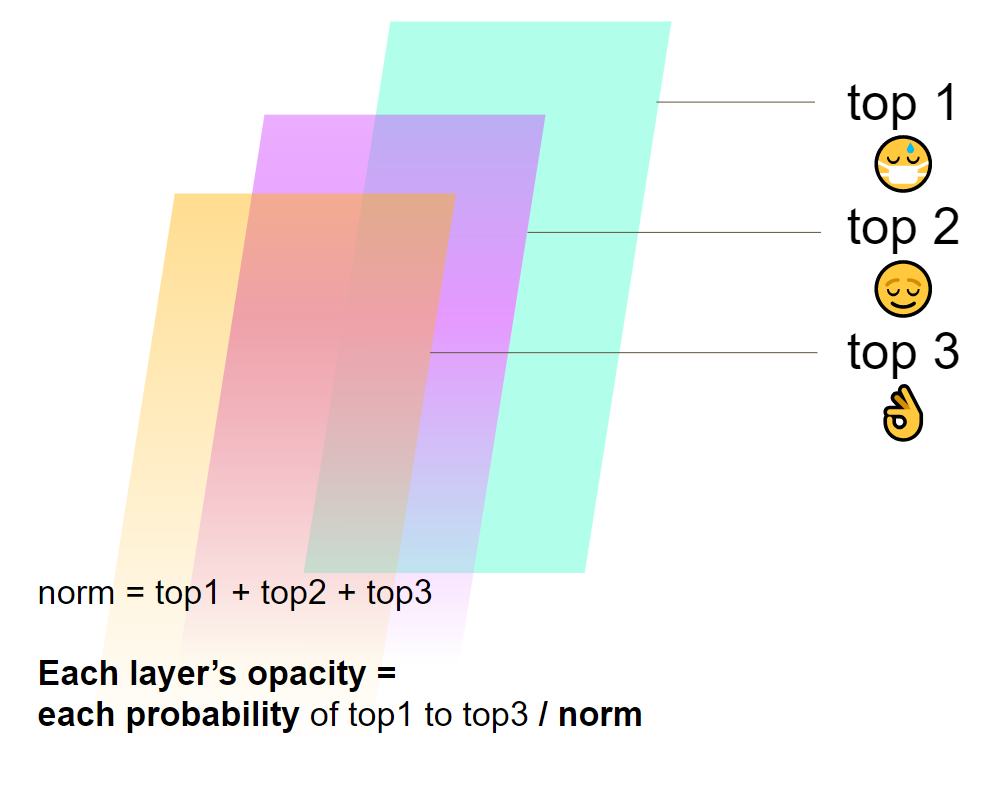 top 1
top 2
top 3
norm = top1 + top2 + top3
Each layer’s opacity =
each probability of top1 to top3 / norm